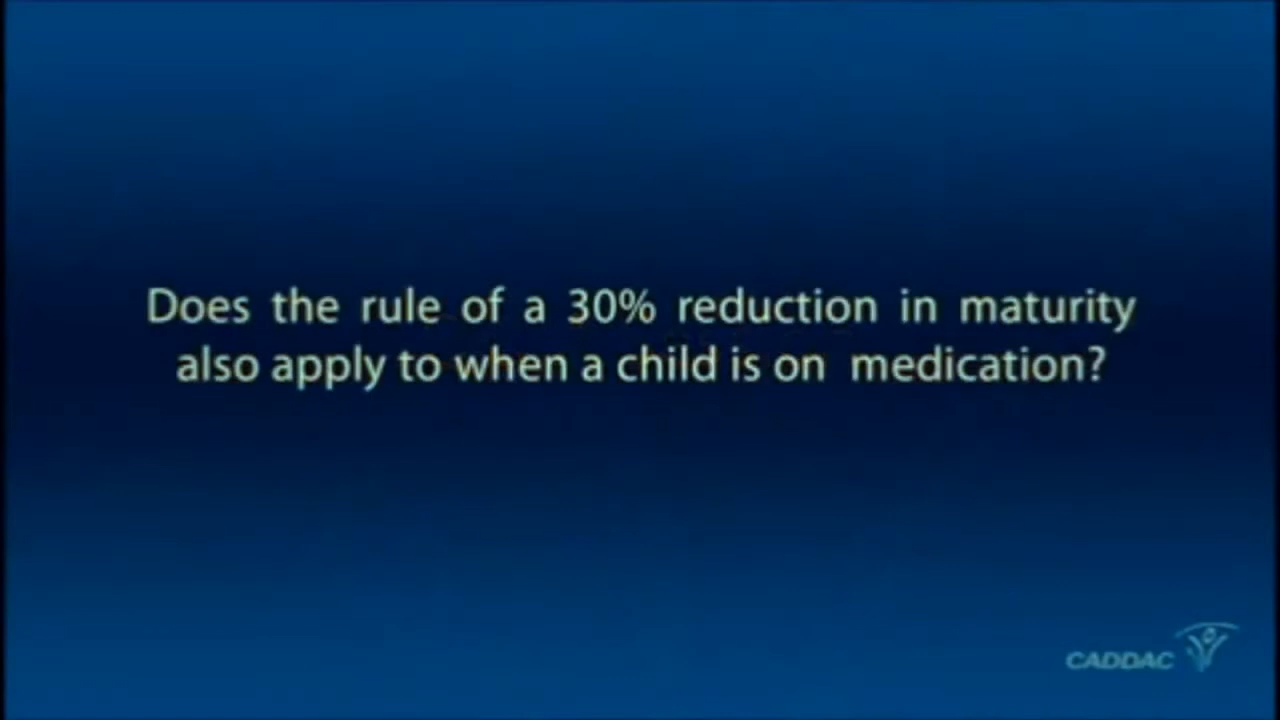 Does the rule of a 30% reduction in maturity
also apply to when a child is on medication?
CADDAC